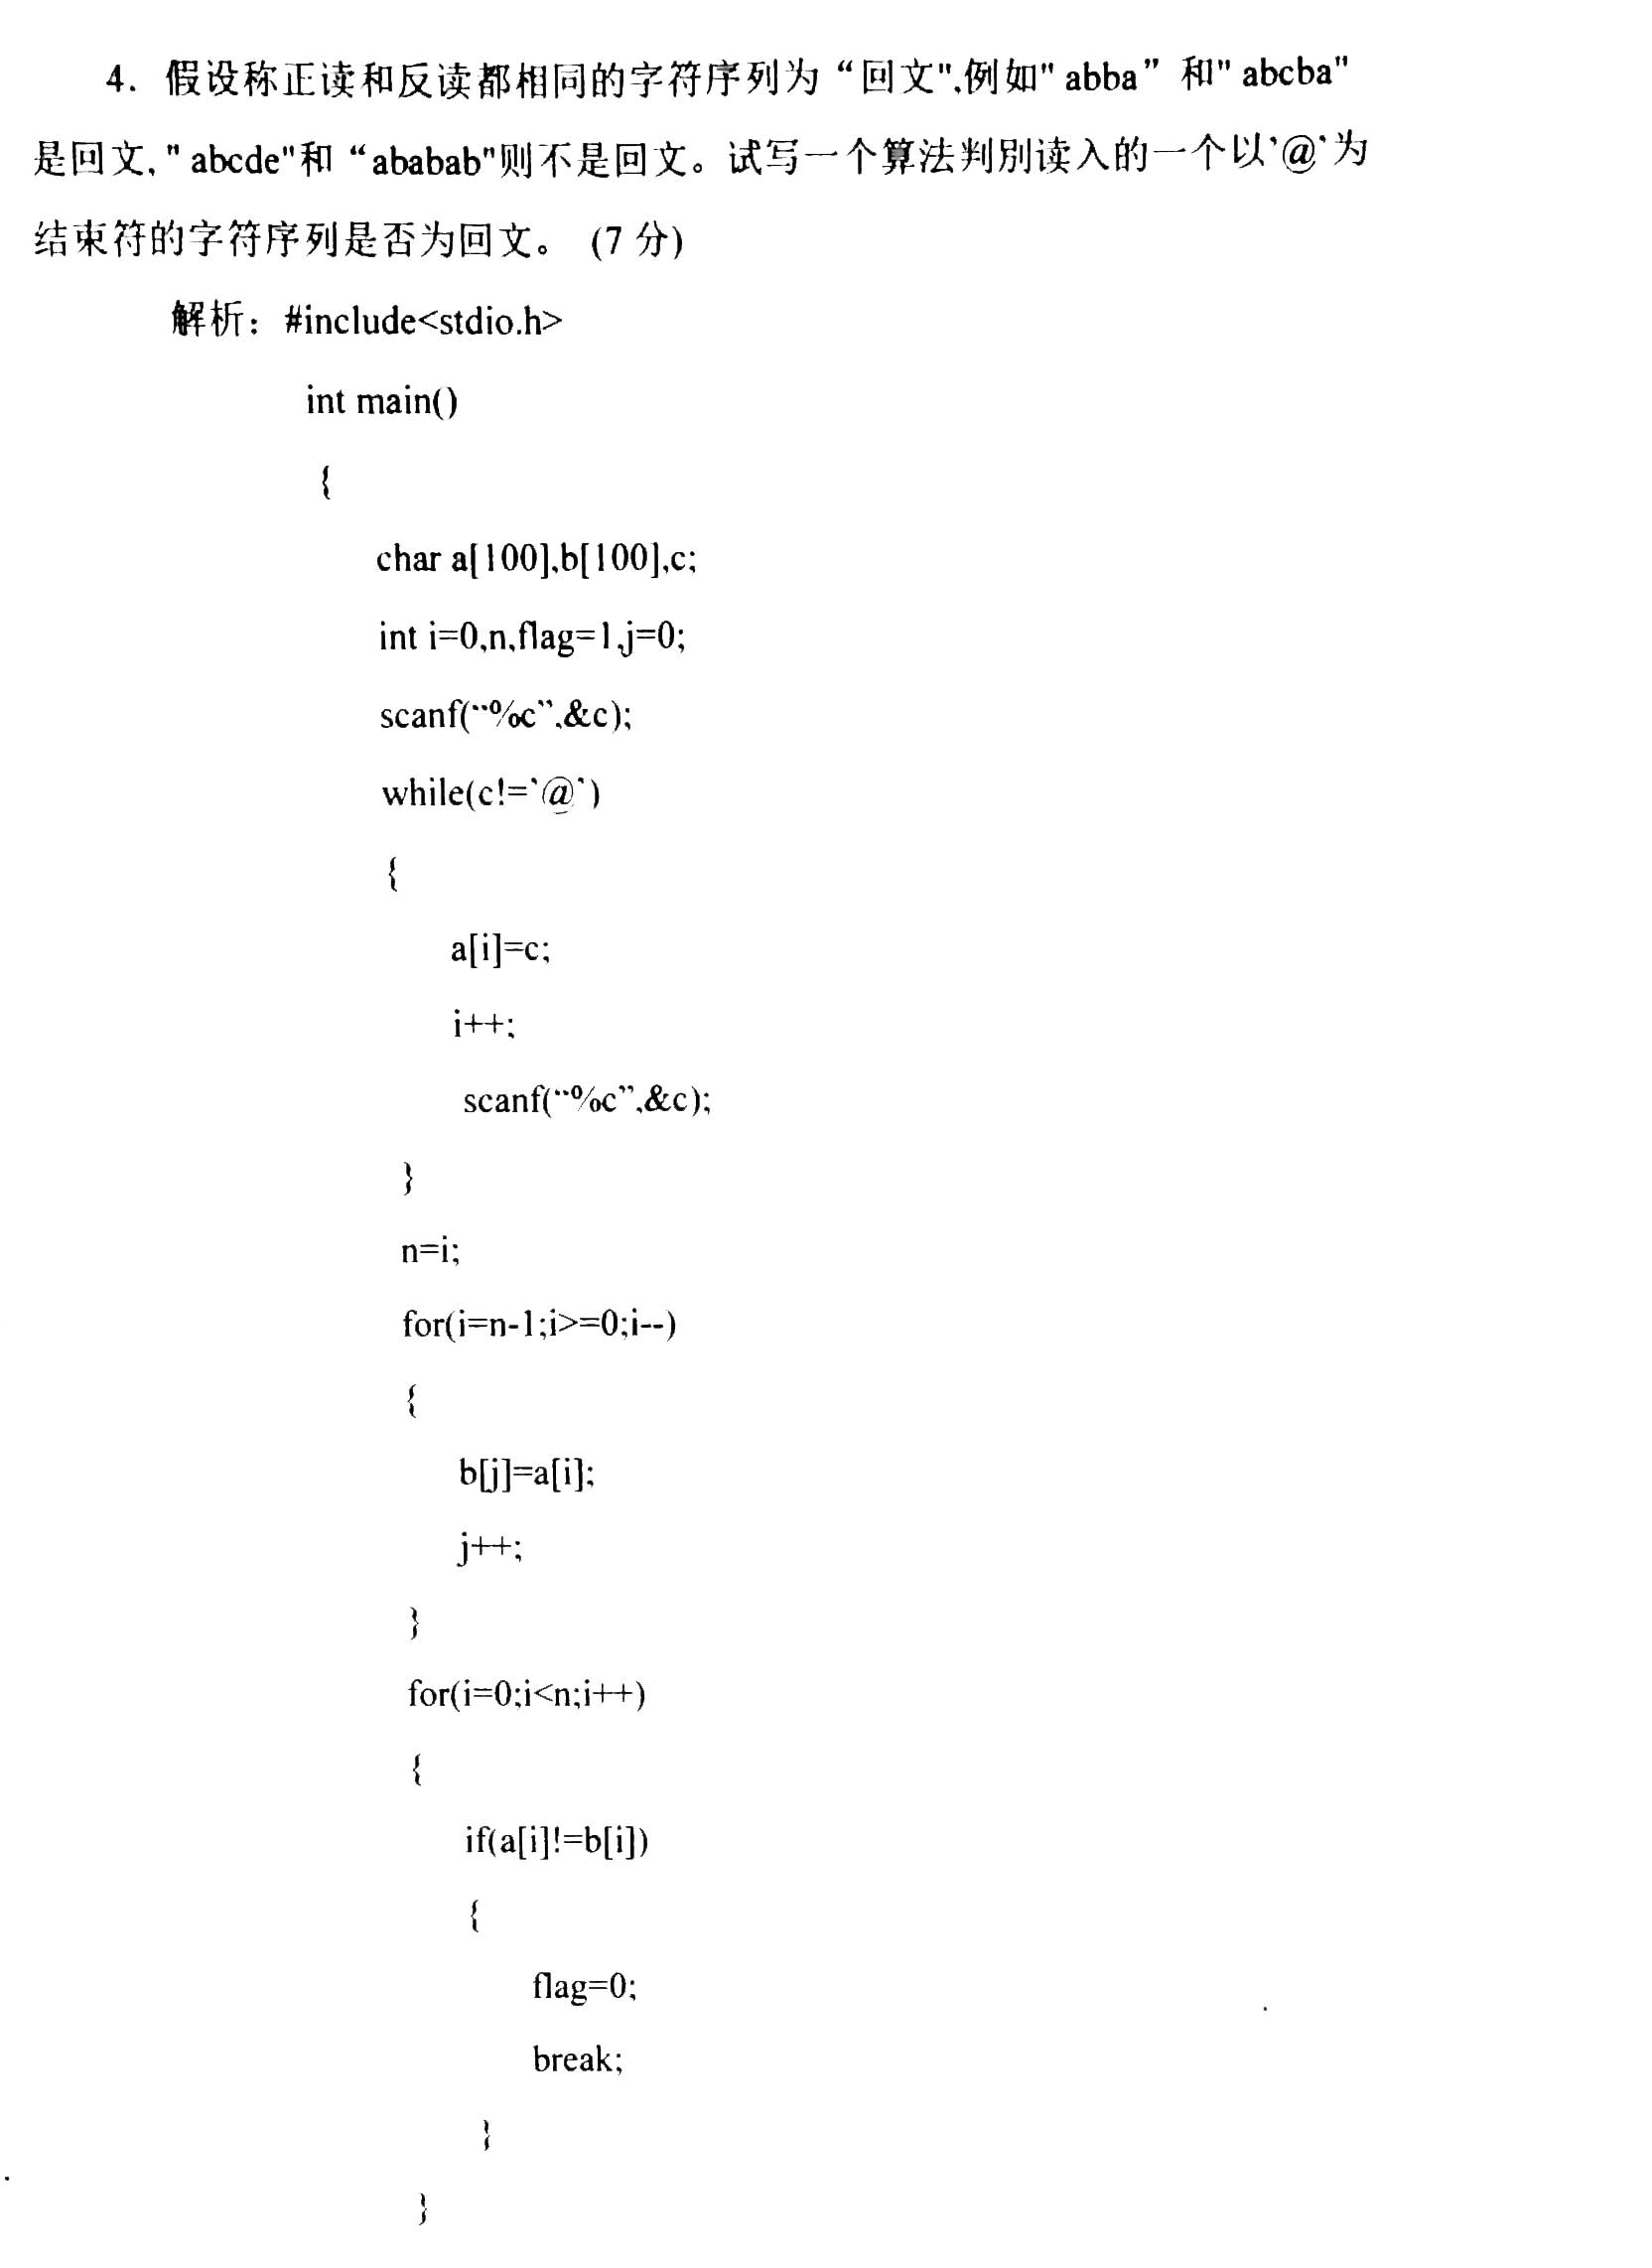 4．假设称正读和反读都相同的字符序列为“回文",例如" abba” 和" abcba"
是回文," abcde"和“ababab"则不是回文。试写一个算法判别读入的一个以‵@‵为
结束符的字符序列是否为回文。 (7 分)
解析：#include<stdio.h>
int main()
{
char a[100],b[100],c;
int i=0,n,flag=1,j=0;
scanf(“%c”,&c);
while(c!=‵@‵)
{
a[i]=c;
i++;
scanf(“%c”,&c);
}
n=i;
for(i=n-1;i>=0;i--)
{
b[j]=a[i];
j++;
}
for(i=0;i<n;i++)
{
if(a[i]!=b[i])
{
flag=0;
break;
}
}